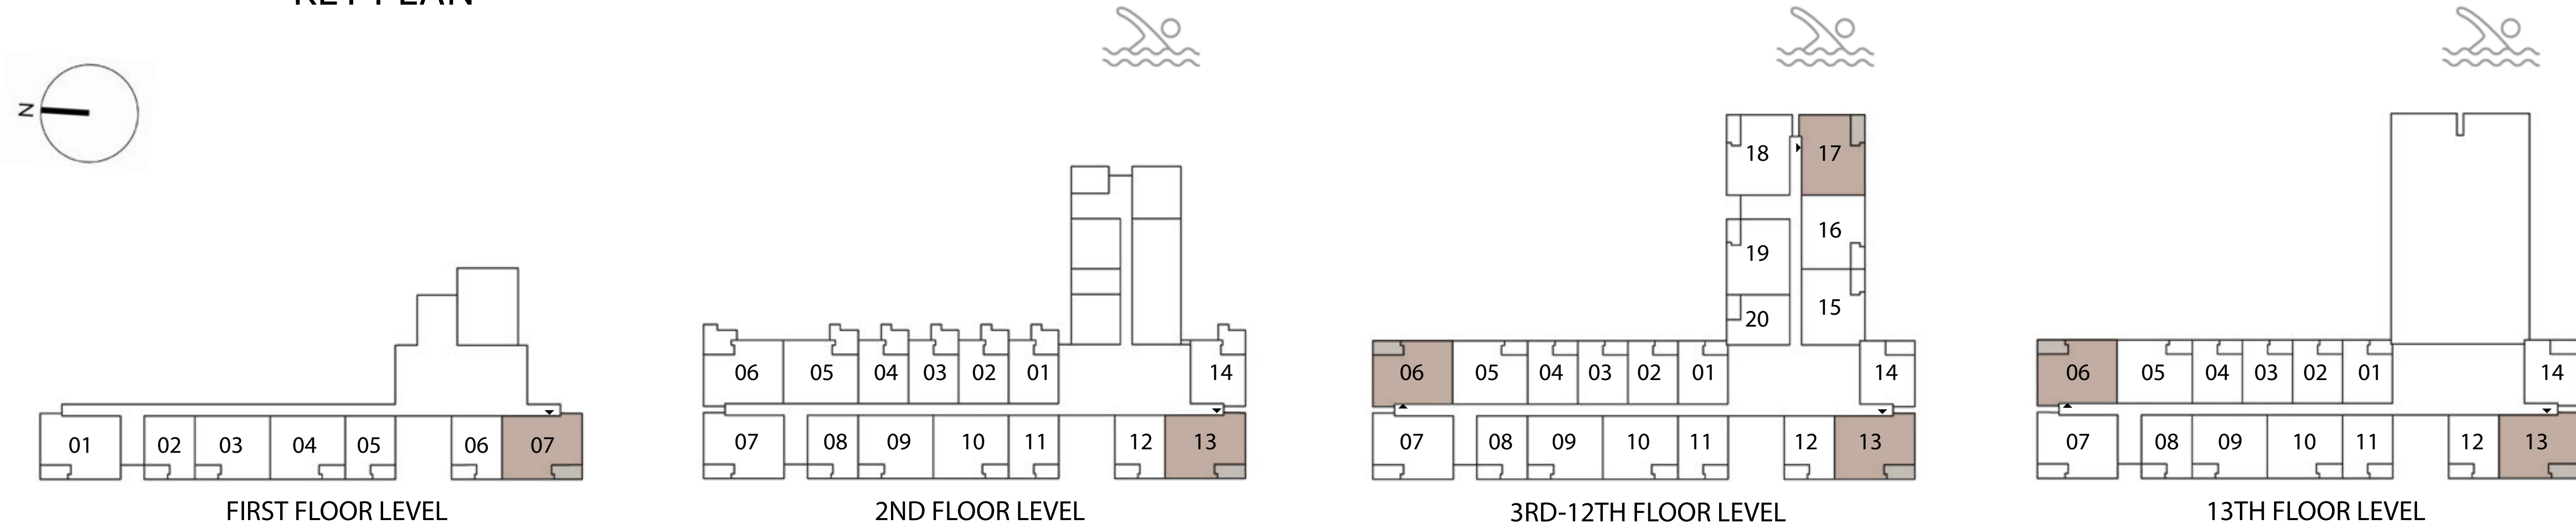 KEY PLAN
N
18 17
16
19
20 15
06 05 04 03 02 01 14
06 05 04 03 02 01 14
06 05 04 03 02 01 14
01 02 03 04 05 06 07
07 08 09 10 11 12 13
07 08 09 10 11 12 13
07 08 09 10 11 12 13
FIRST FLOOR LEVEL
2ND FLOOR LEVEL
3RD-12TH FLOOR LEVEL
13TH FLOOR LEVEL